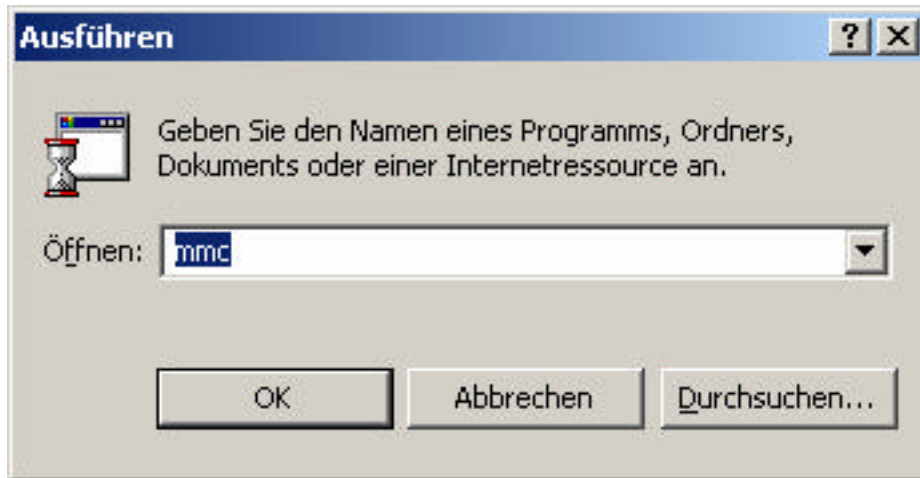 Ausführen
Geben Sie den Namen eines Programms, Ordners,
Dokuments oder einer Internetressource an.
Öffnen: mmc
OK Abbrechen Durchsuchen...